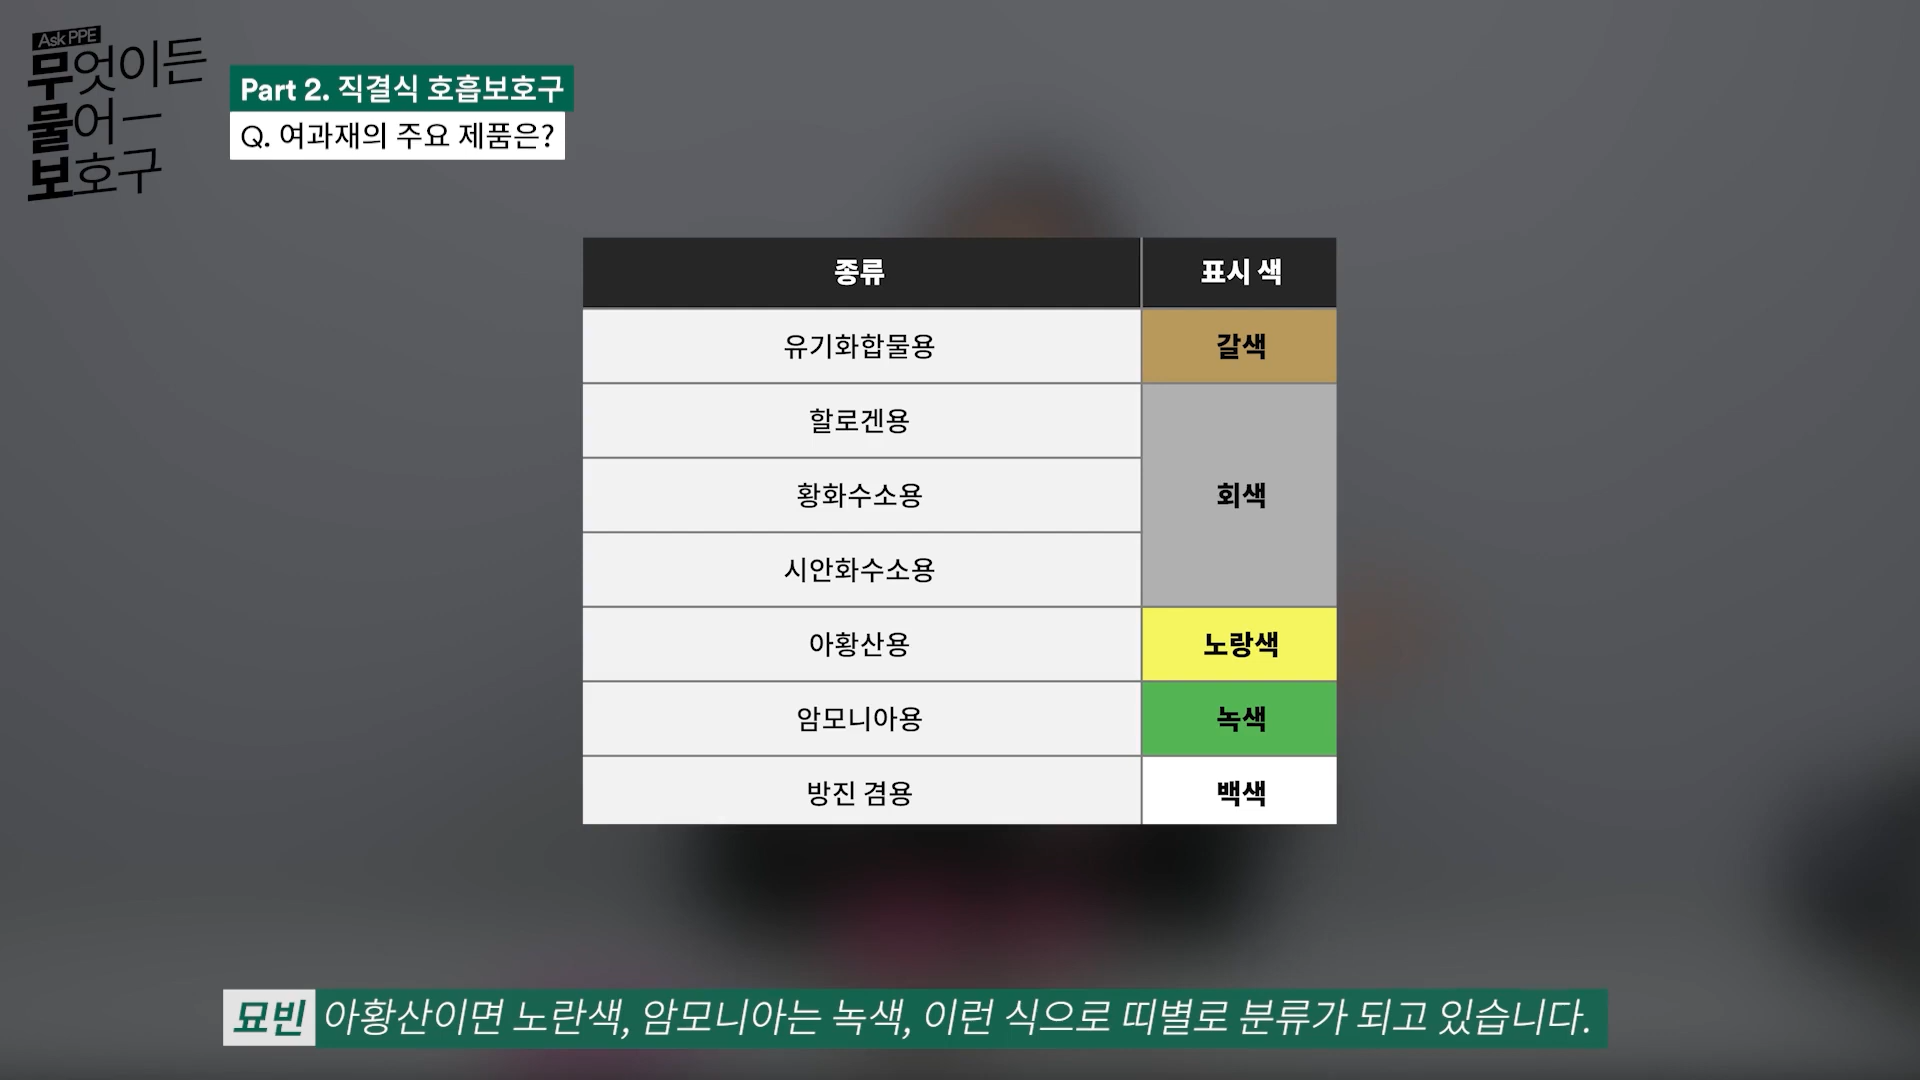 Ask PPE
무엇이든
물어—
보호구
Part 2. 직결식 호흡보호구
Q. 여과재의 주요 제품은?
종류 표시 색
유기화합물용 갈색
할로겐용
황화수소용 회색
시안화수소용
아황산용 노랑색
암모니아용 녹색
방진 겸용 백색
묘빈 아황산이면 노란색, 암모니아는 녹색, 이런 식으로 띠별로 분류가 되고 있습니다.